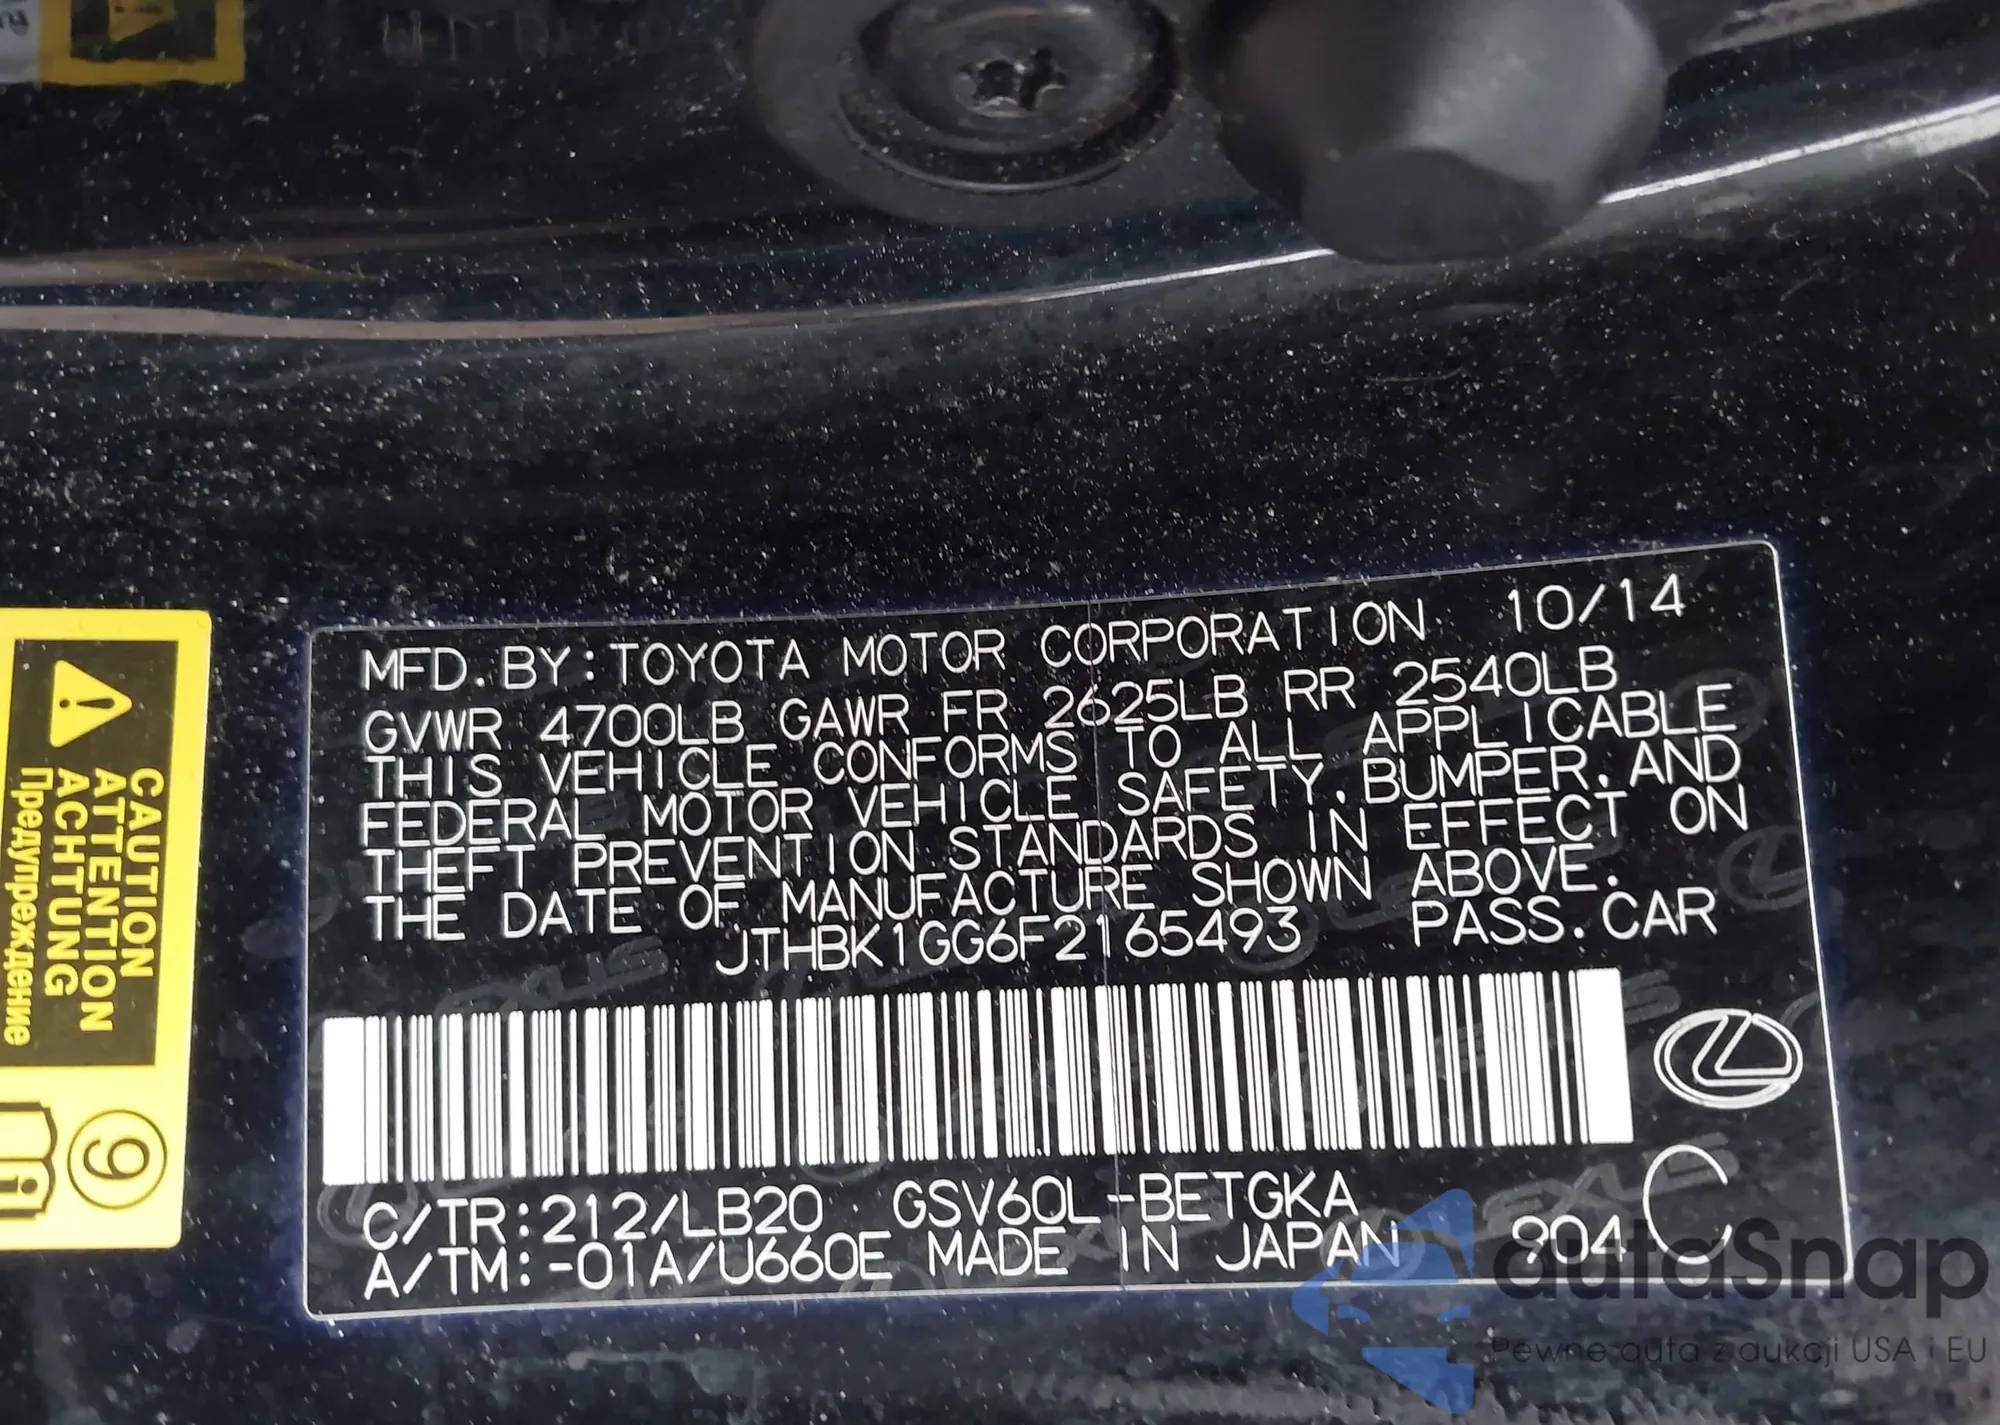 MFD. BY: TOYOTA MOTOR CORPORATION 10/14
GVWR 4700LB GAWR FR 2625LB RR 2540LB
THIS VEHICLE CONFORMS TO ALL APPLICABLE
FEDERAL MOTOR VEHICLE SAFETY, BUMPER, AND
THEFT PREVENTION STANDARDS IN EFFECT ON
THE DATE OF MANUFACTURE SHOWN ABOVE.
JTHBK1GG6F2165493 PASS. CAR
C/TR:212/LB20 GSV60L-BETGKA
A/TM:-01A/U660E MADE IN JAPAN 904 C
CAUTION
ATTENTION
ACHTUNG
Предупреждение
9
autaSnap
Pewne auta z aukcji USA i EU